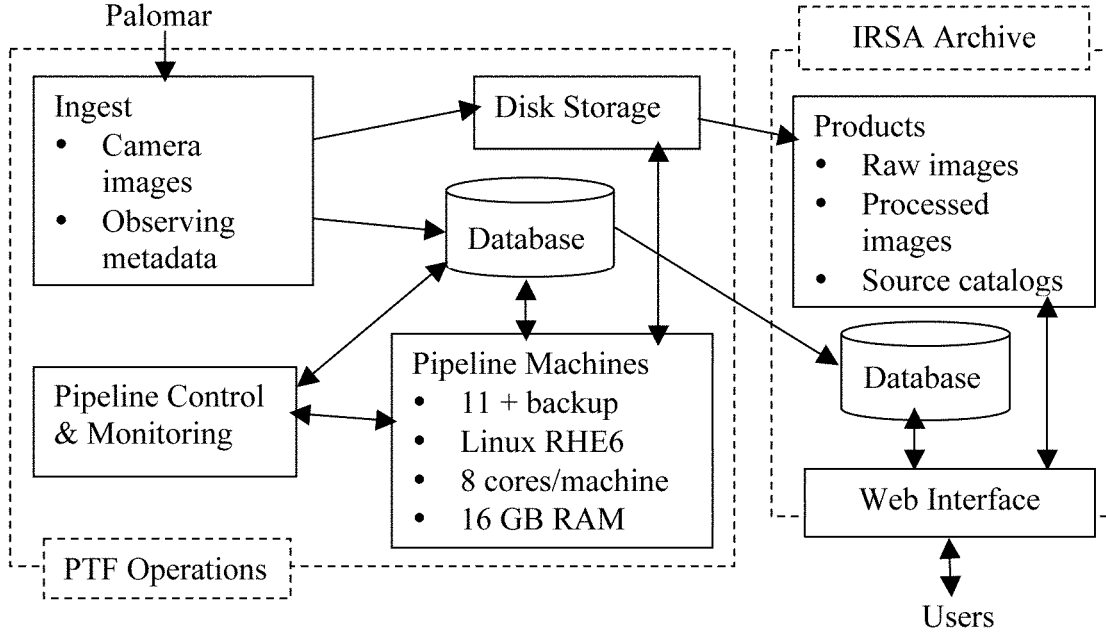 Palomar
Ingest
• Camera
images
• Observing
metadata
Disk Storage
Database
Pipeline Control
& Monitoring
Pipeline Machines
• 11 + backup
• Linux RHE6
• 8 cores/machine
• 16 GB RAM
PTF Operations
IRSA Archive
Products
• Raw images
• Processed
images
• Source catalogs
Database
Web Interface
Users